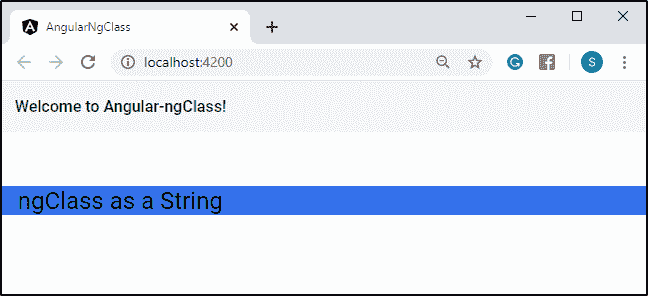 AngularNgClass
localhost:4200
S
Welcome to Angular-ngClass!
ngClass as a String